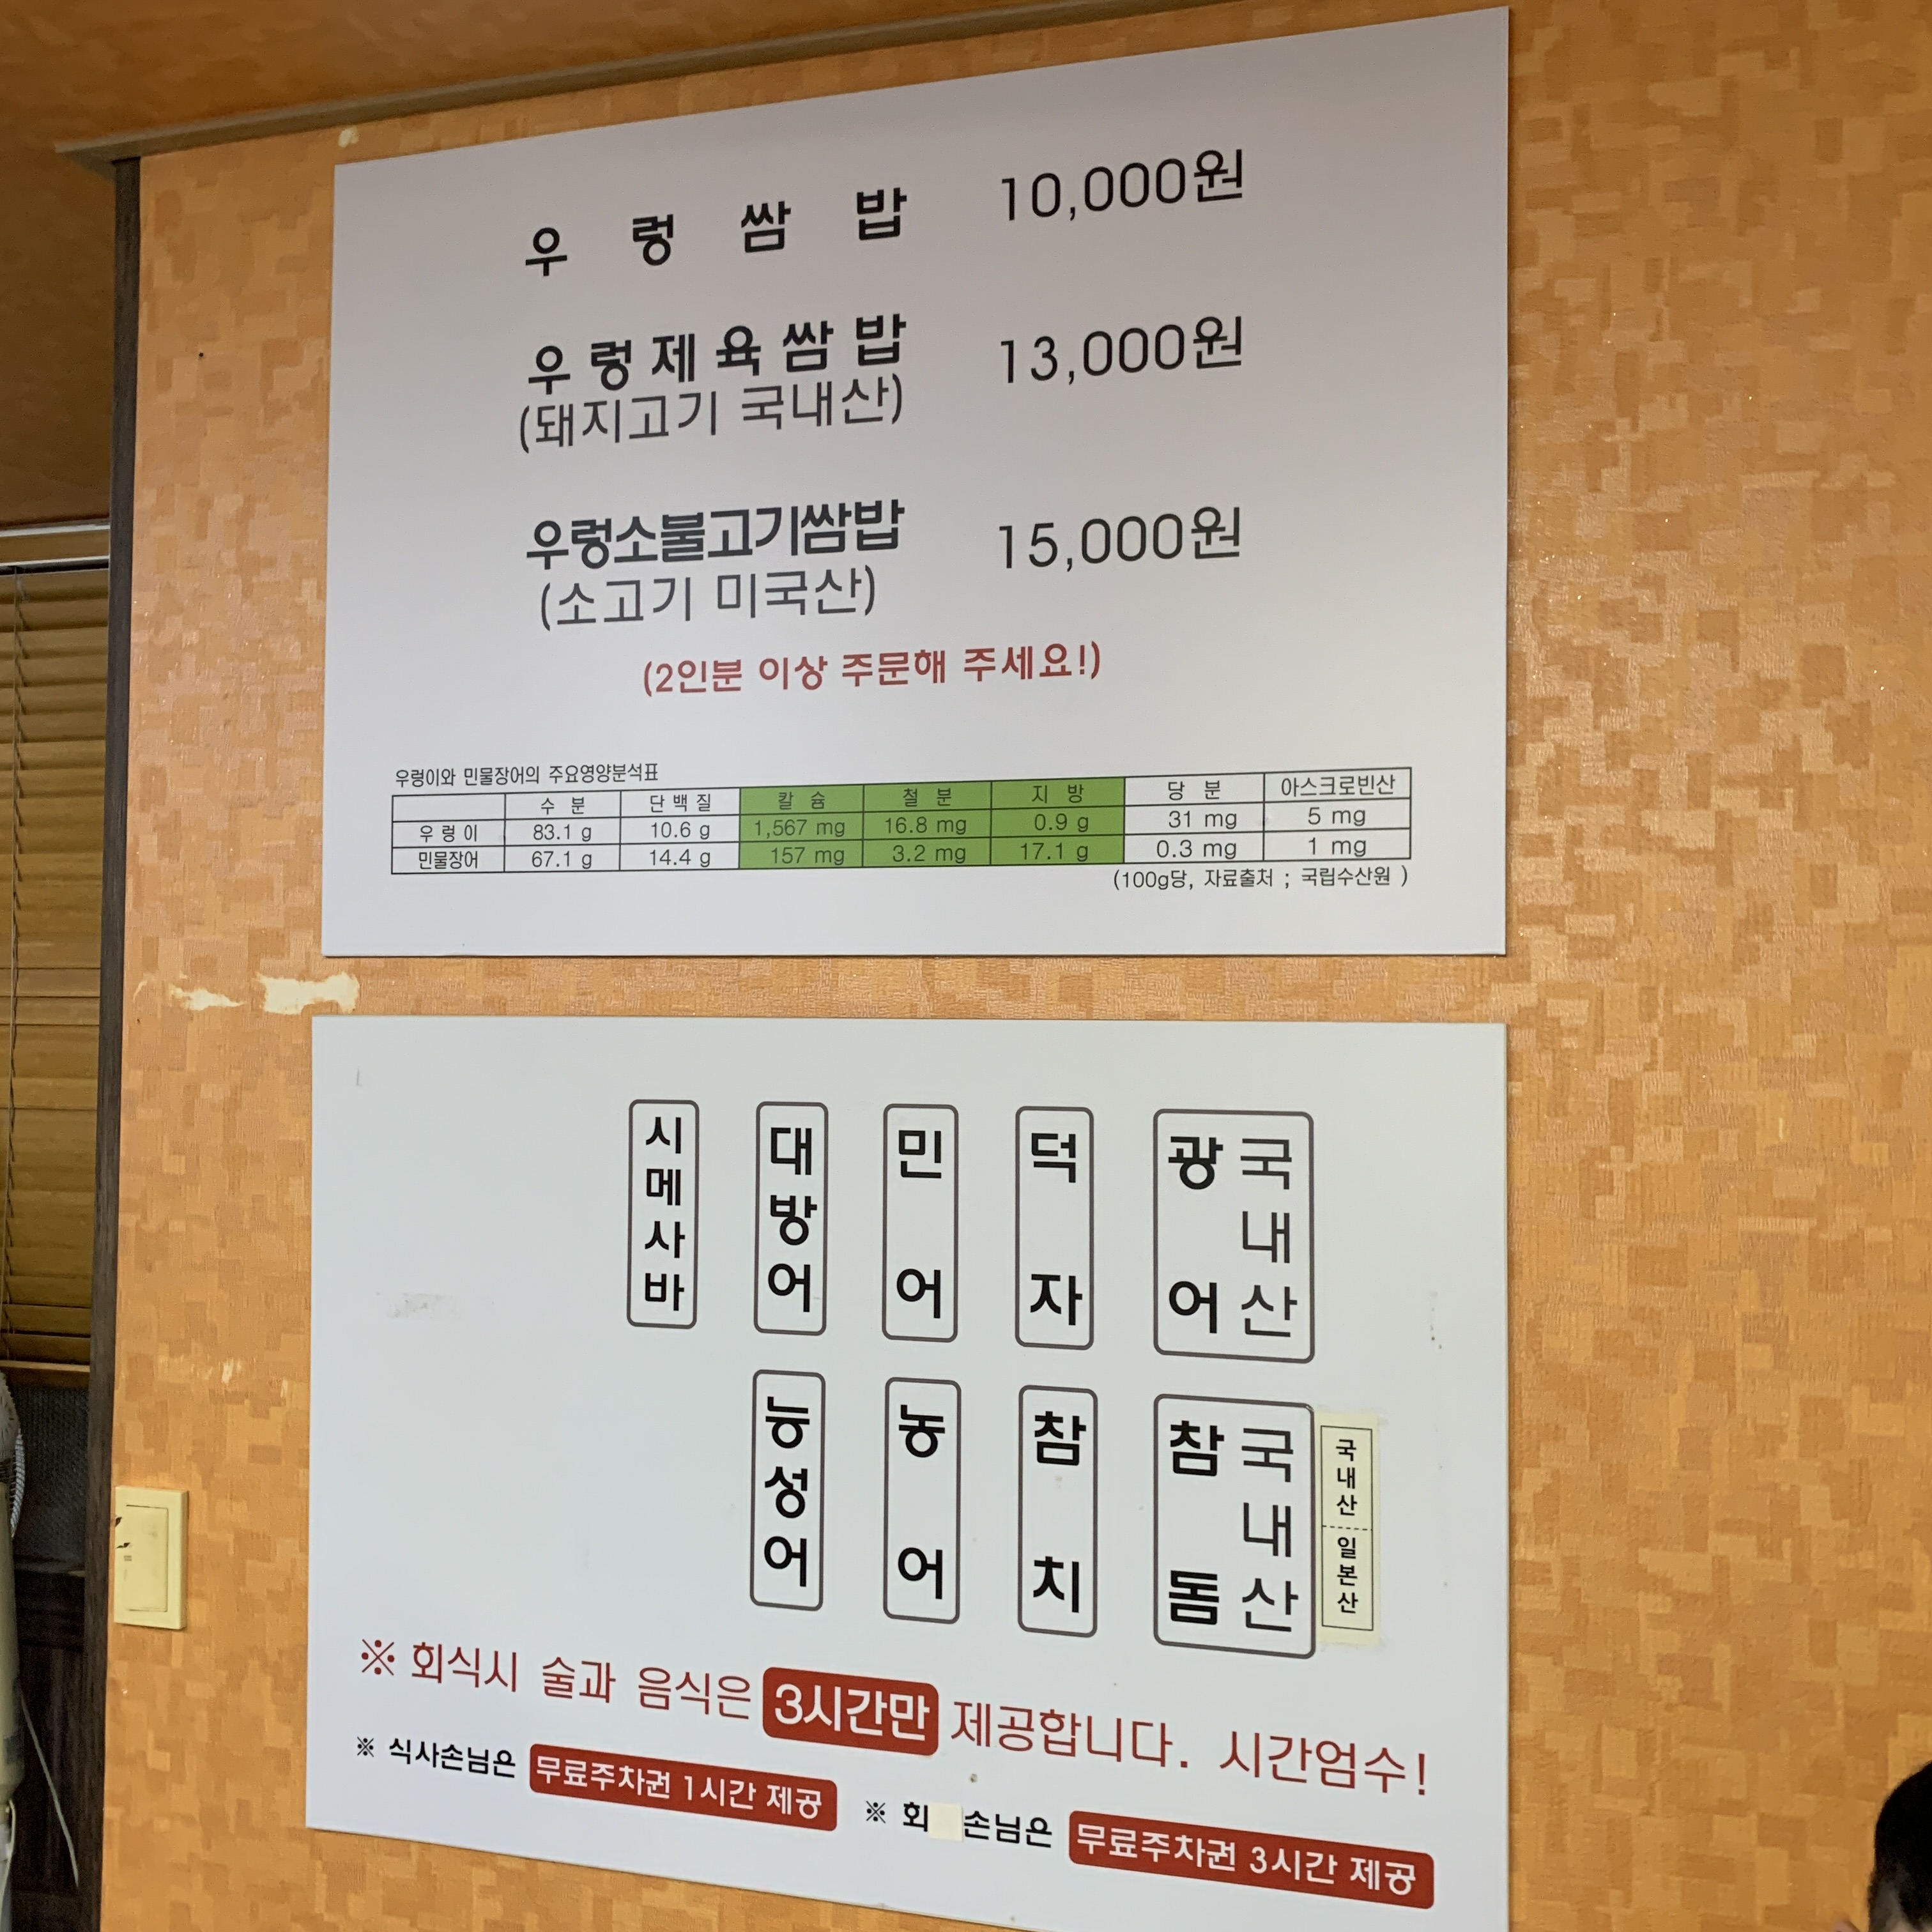 우 렁 쌈 밥 10,000원
우 렁 제 육 쌈 밥 13,000원
(돼지고기 국내산)
우렁소불고기쌈밥 15,000원
(소고기 미국산)
(2인분 이상 주문해 주세요!)
우렁이와 민물장어의 주요영양분석표
수 분 단 백 질 칼 슘 철 분 지 방 당 분 아스크로빈산
우 렁 이 83.1 g 10.6 g 1,567 mg 16.8 mg 0.9 g 31 mg 5 mg
민물장어 67.1 g 14.4 g 157 mg 3.2 mg 17.1 g 0.3 mg 1 mg
(100g당, 자료출처 ; 국립수산원 )
시메사바
대방어
민어
덕자
광어
국내산
능성어
농어
참치
참돔
국내산
국내산
일본산
※ 회식시 술과 음식은 3시간만 제공합니다. 시간엄수!
※ 식사손님은 무료주차권 1시간 제공 ※ 회 손님은 무료주차권 3시간 제공